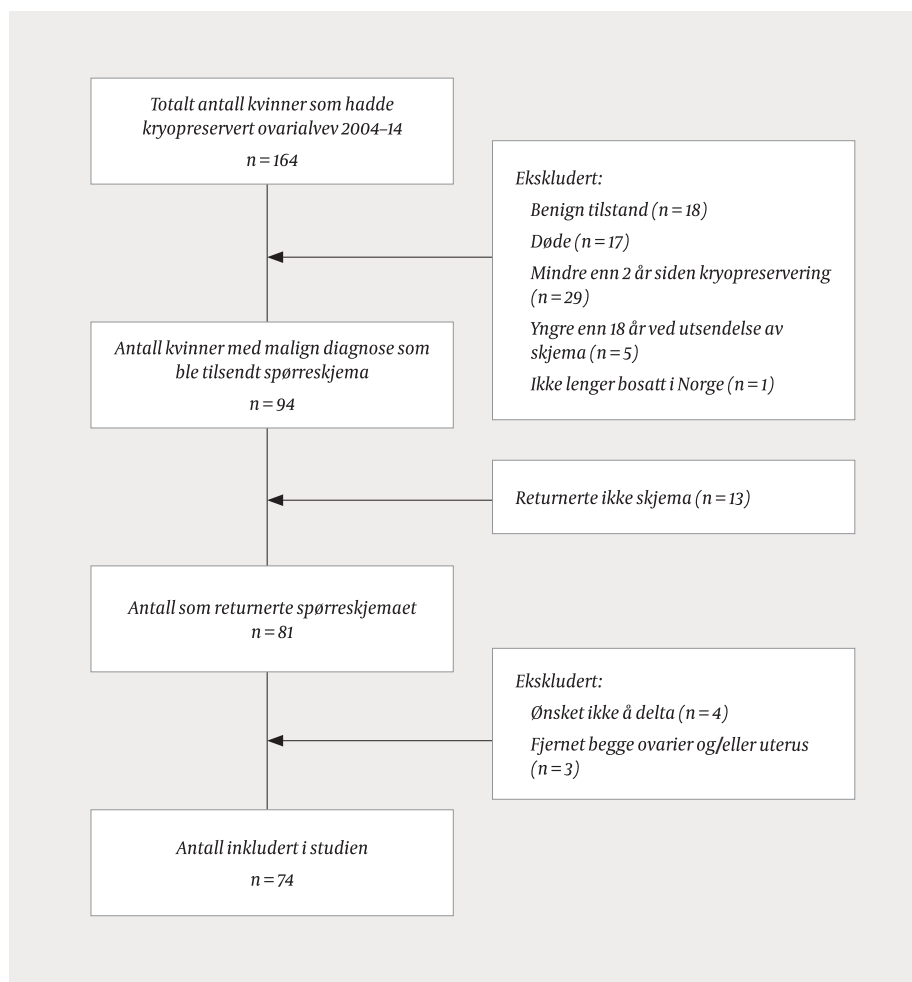 Totalt antall kvinner som hadde
kryopreservert ovarialvev 2004–14
n = 164
Ekskludert:
Benign tilstand (n = 18)
Døde (n = 17)
Mindre enn 2 år siden kryopreservering
(n = 29)
Yngre enn 18 år ved utsendelse av
skjema (n = 5)
Ikke lenger bosatt i Norge (n = 1)
Antall kvinner med malign diagnose som
ble tilsendt spørreskjema
n = 94
Returnerte ikke skjema (n = 13)
Antall som returnerte spørreskjemaet
n = 81
Ekskludert:
Ønsket ikke å delta (n = 4)
Fjernet begge ovarier og/eller uterus
(n = 3)
Antall inkludert i studien
n = 74